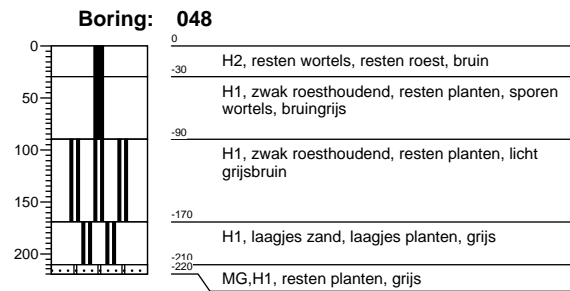 Boring: 048
0
50
100
150
200
0
H2, resten wortels, resten roest, bruin
-30
H1, zwak roesthoudend, resten planten, sporen
wortels, bruingrijs
-90
H1, zwak roesthoudend, resten planten, licht
grijsbruin
-170
H1, laagjes zand, laagjes planten, grijs
-210
-220
MG,H1, resten planten, grijs